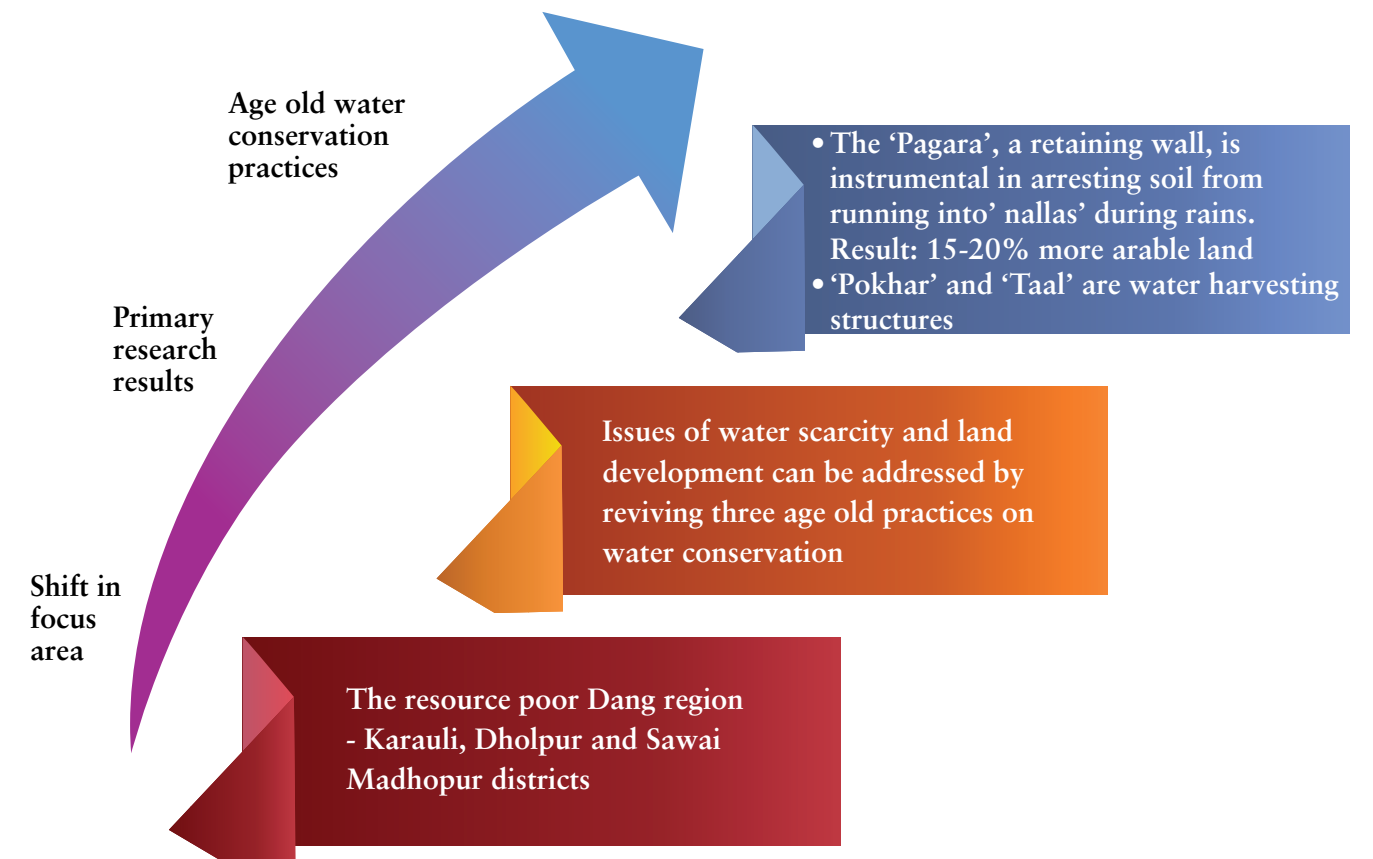 Age old water
conservation
practices
• The ‘Pagara’, a retaining wall, is
instrumental in arresting soil from
running into’ nallas’ during rains.
Result: 15-20% more arable land
• ‘Pokhar’ and ‘Taal’ are water harvesting
structures
Primary
research
results
Issues of water scarcity and land
development can be addressed by
reviving three age old practices on
water conservation
Shift in
focus
area
The resource poor Dang region
- Karauli, Dholpur and Sawai
Madhopur districts